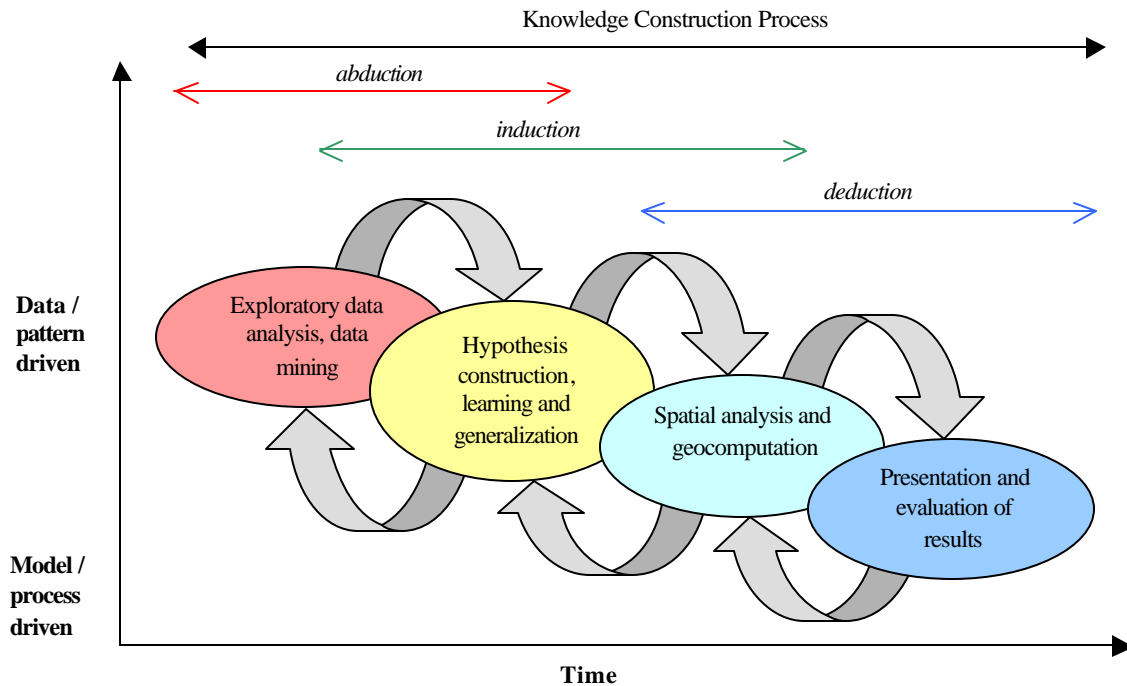 Knowledge Construction Process
abduction
induction
deduction
Data /
pattern
driven
Exploratory data
analysis, data
mining
Hypothesis
construction,
learning and
generalization
Spatial analysis and
geocomputation
Presentation and
evaluation of
results
Model /
process
driven
Time